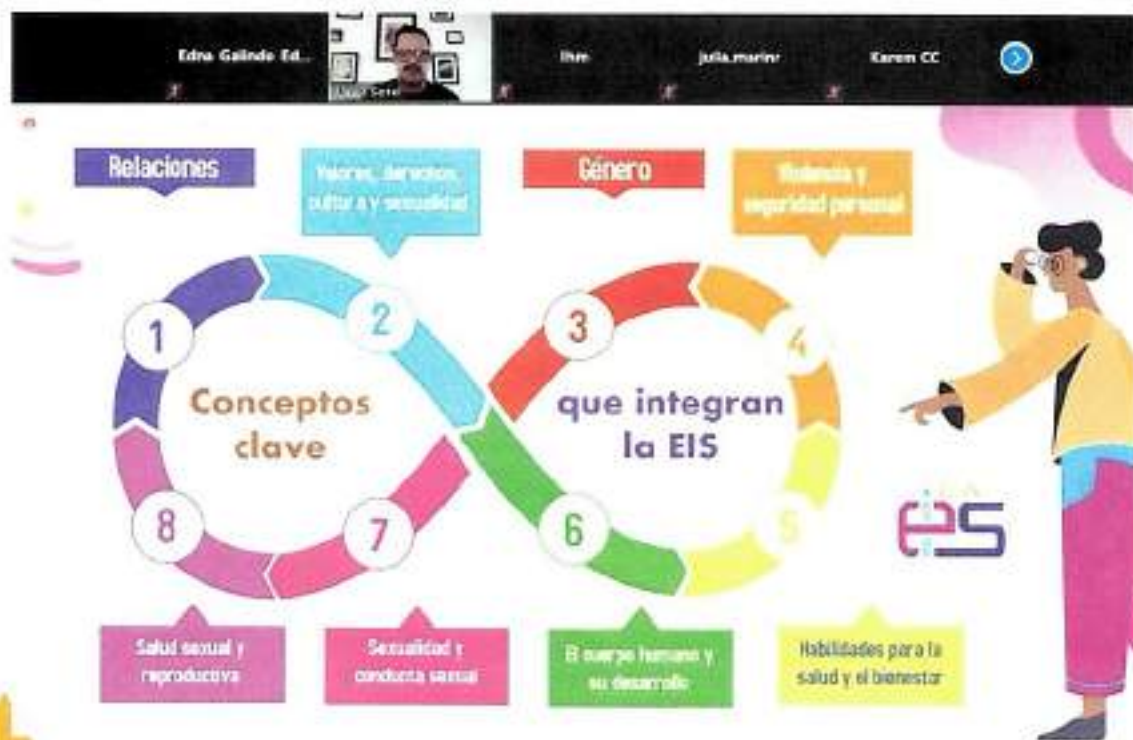 Edna Galindo Ed...
lhm
julia.marinr
Karem CC
Relaciones
Valores, derechos,
cultura y sexualidad
Género
Violencia y
seguridad personal
1
2
3
4
Conceptos
clave
que integran
la EIS
8
7
6
5
eis
Salud sexual y
reproductiva
Sexualidad y
conducta sexual
El cuerpo humano y
su desarrollo
Habilidades para la
salud y el bienestar